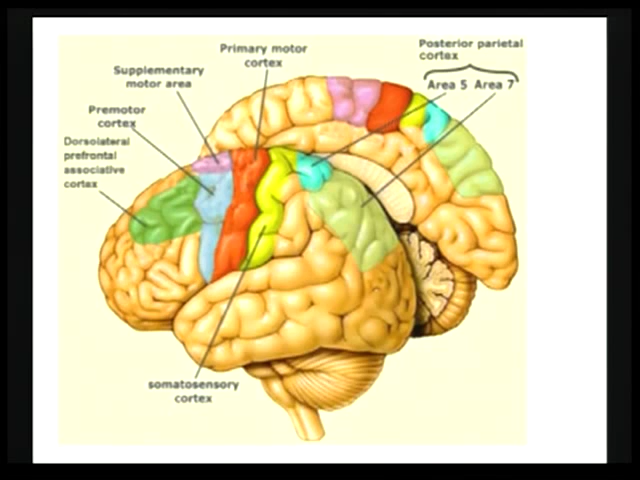 Primary motor
cortex
Posterior parietal
cortex
Supplementary
motor area
Area 5 Area 7
Premotor
cortex
Dorsolateral
prefrontal
associative
cortex
somatosensory
cortex